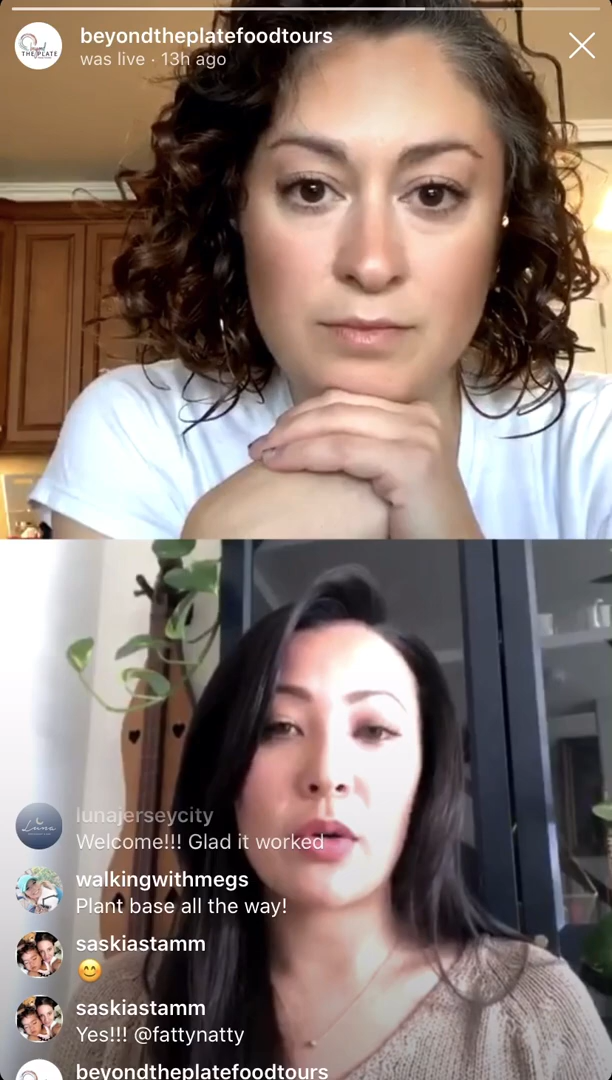 beyondtheplatefoodtours
was live · 13h ago
lunajerseycity
Welcome!!! Glad it worked
walkingwithmegs
Plant base all the way!
saskiastamm
😊
saskiastamm
Yes!!! @fattynatty
beyondtheplatefoodtours